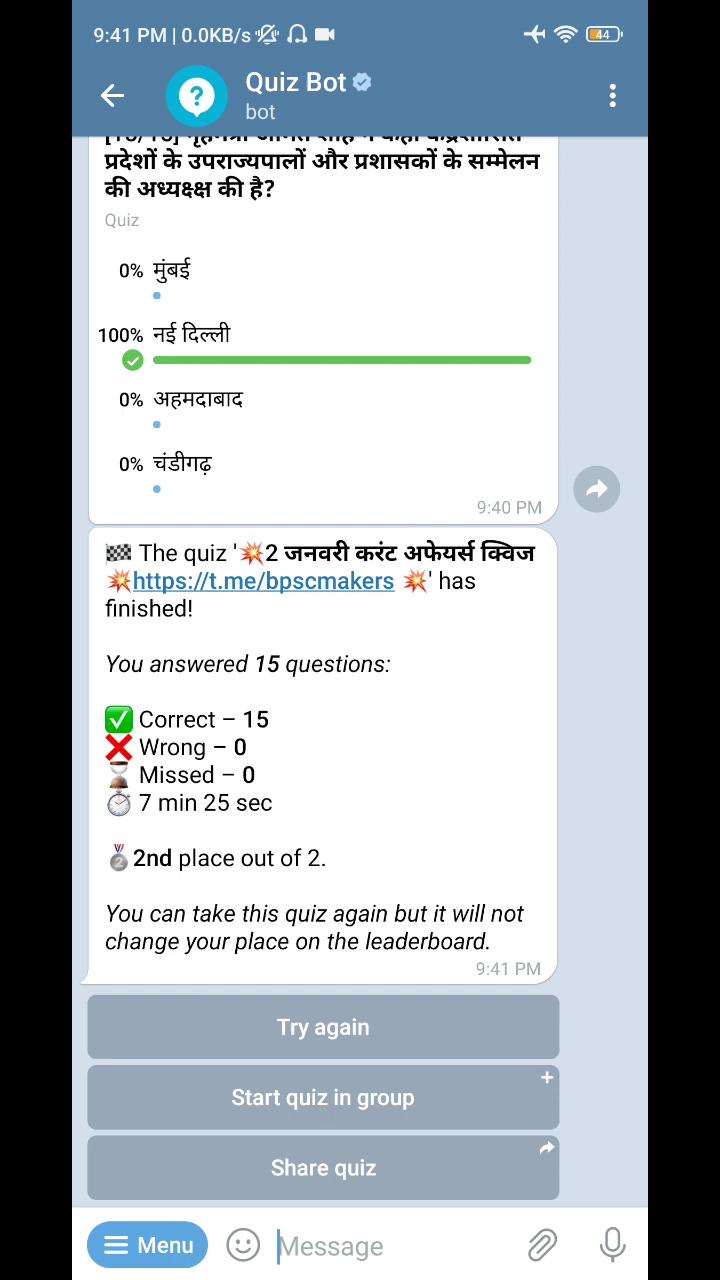 9:41 PM | 0.0KB/s
44
Quiz Bot
bot
प्रदेशों के उपराज्यपालों और प्रशासकों के सम्मेलन
की अध्यक्ष्क्ष की है?
Quiz
0% मुंबई
100% नई दिल्ली
0% अहमदाबाद
0% चंडीगढ़
9:40 PM
🏁 The quiz '💥2 जनवरी करंट अफेयर्स क्विज
💥https://t.me/bpscmakers 💥' has
finished!
You answered 15 questions:
✅ Correct – 15
❌ Wrong – 0
⌛ Missed – 0
⏱ 7 min 25 sec
🥈2nd place out of 2.
You can take this quiz again but it will not
change your place on the leaderboard.
9:41 PM
Try again
Start quiz in group
Share quiz
Menu
Message